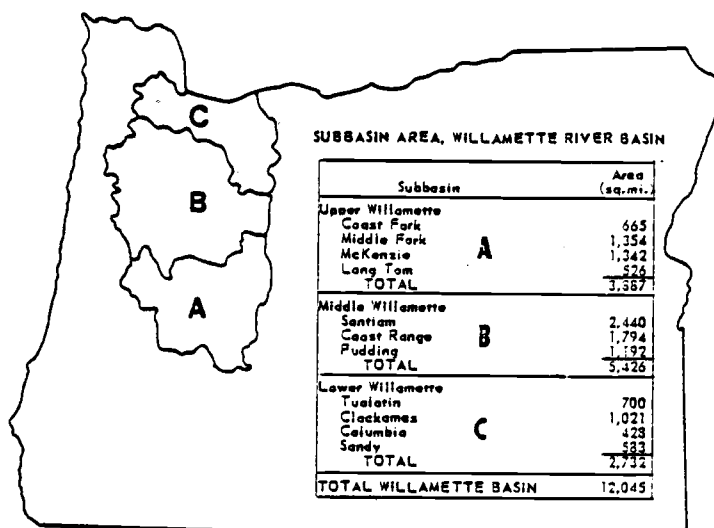 C
B
A
SUBBASIN AREA, WILLAMETTE RIVER BASIN
Subbasin Area (sq.mi.)
Upper Willamette
Coast Fork 665
Middle Fork 1,354
McKenzie A 1,342
Long Tom 526
TOTAL 3,887
Middle Willamette
Santiam 2,440
Coast Range B 1,794
Pudding 1,192
TOTAL 5,426
Lower Willamette
Tualatin 700
Clackamas 1,021
Columbia C 428
Sandy 583
TOTAL 2,732
TOTAL WILLAMETTE BASIN 12,045